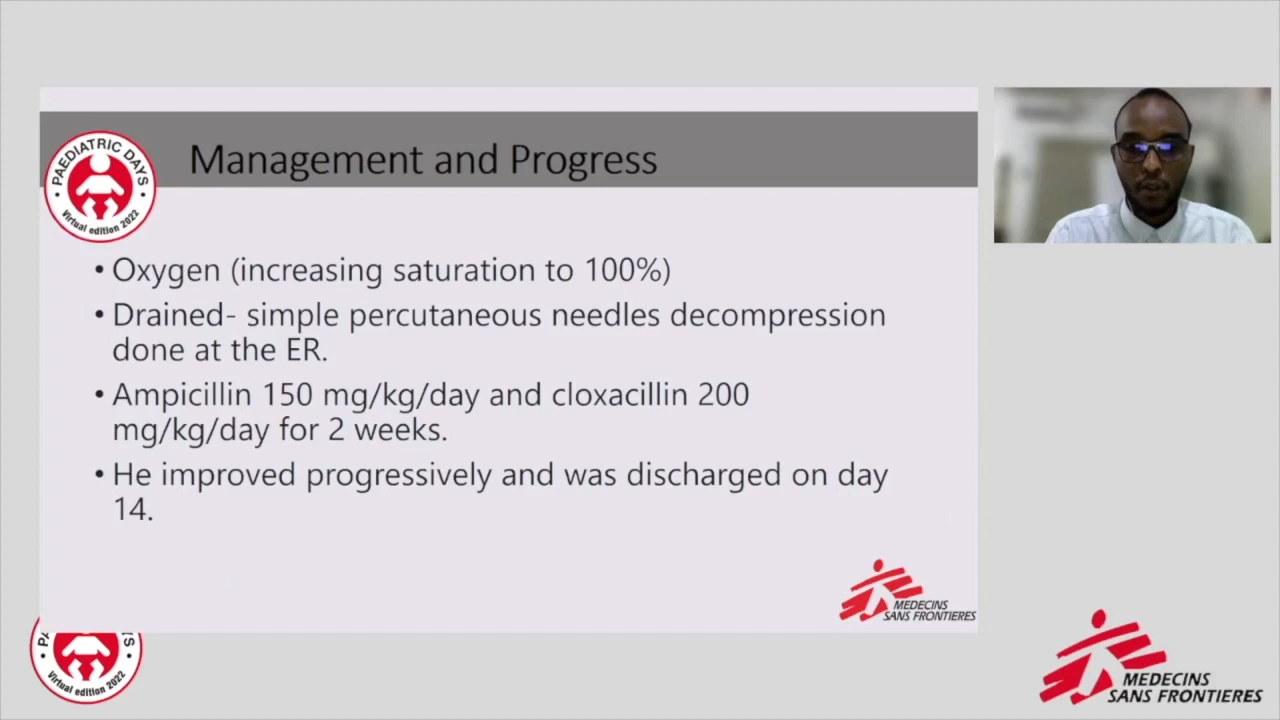 Management and Progress
PAEDIATRIC DAYS
Virtual edition 2022
• Oxygen (increasing saturation to 100%)
• Drained- simple percutaneous needles decompression
done at the ER.
• Ampicillin 150 mg/kg/day and cloxacillin 200
mg/kg/day for 2 weeks.
• He improved progressively and was discharged on day
14.
MEDECINS
SANS FRONTIERES
Virtual edition 2022
MEDECINS
SANS FRONTIERES